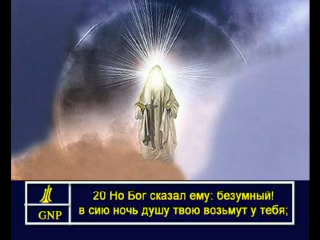 20 Но Бог сказал ему: безумный!
в сию ночь душу твою возьмут у тебя;
GNP